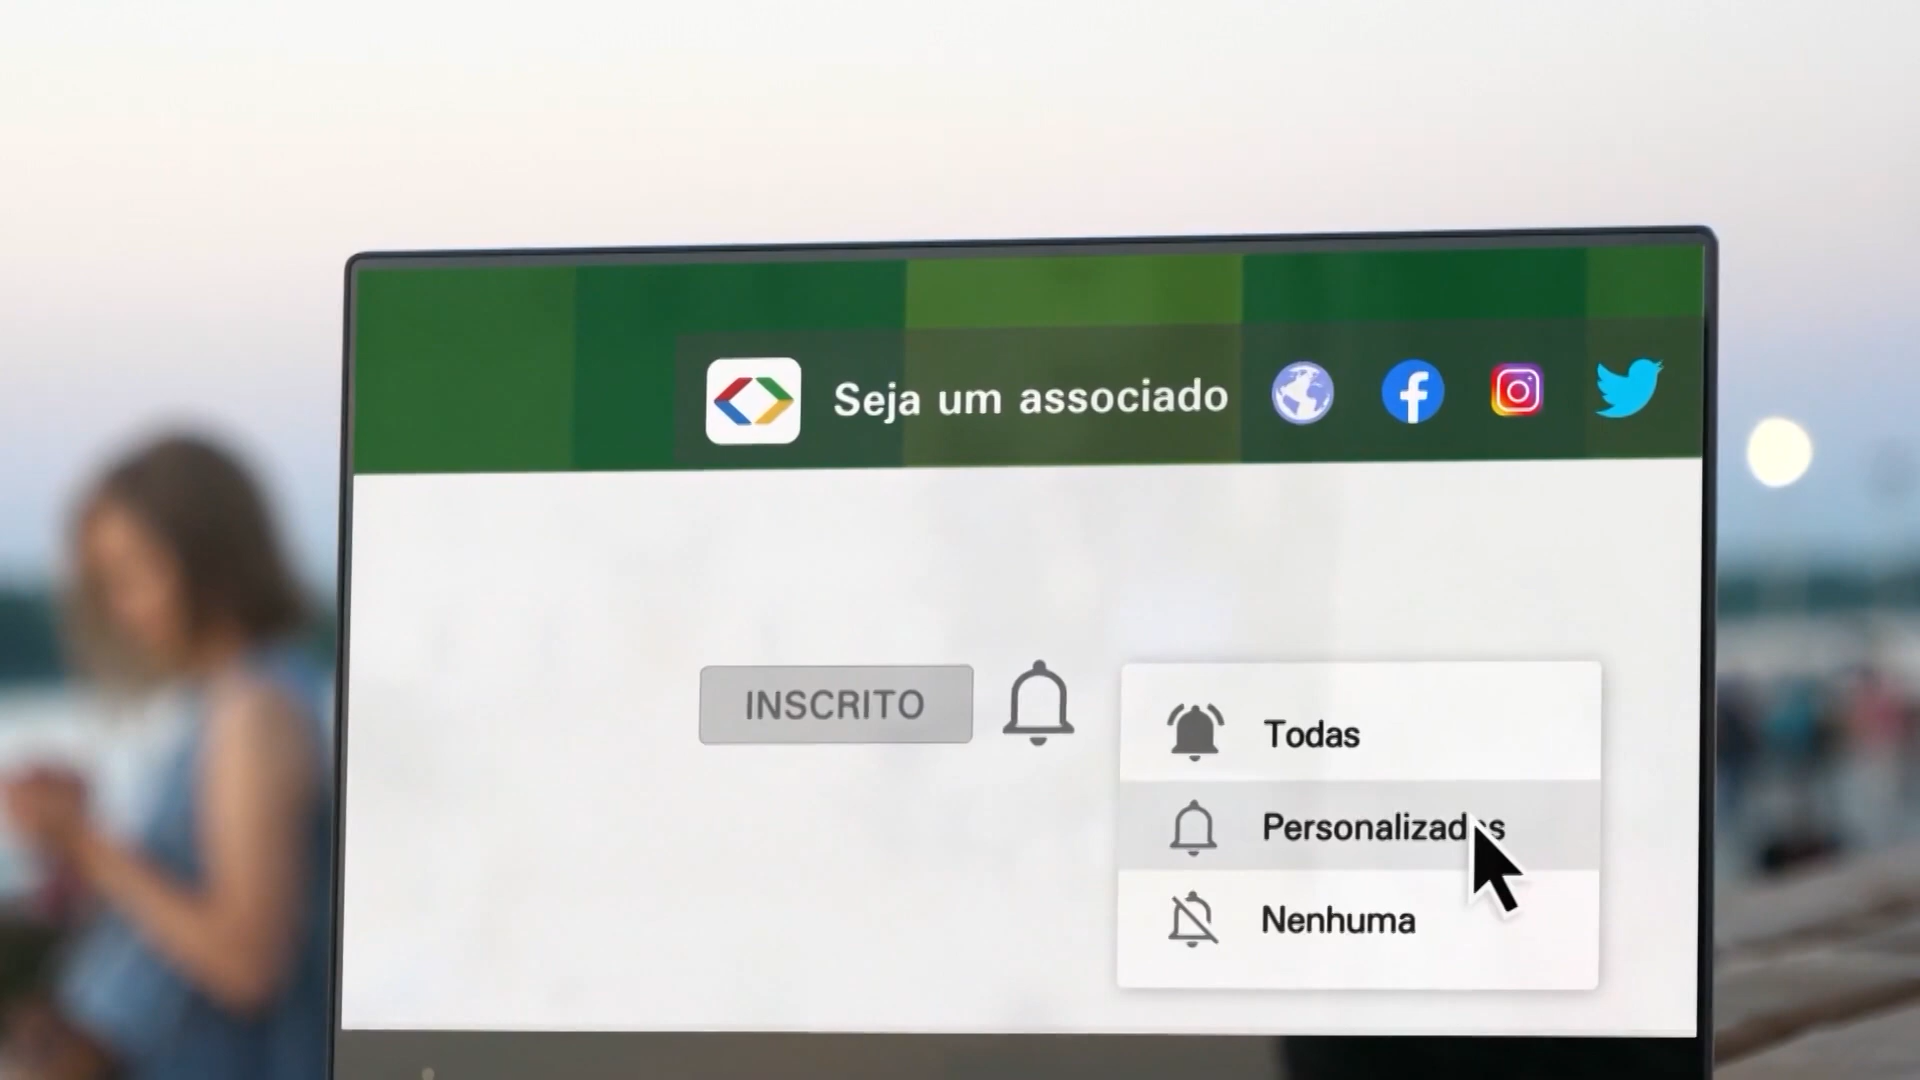 Seja um associado
INSCRITO
Todas
Personalizadas
Nenhuma